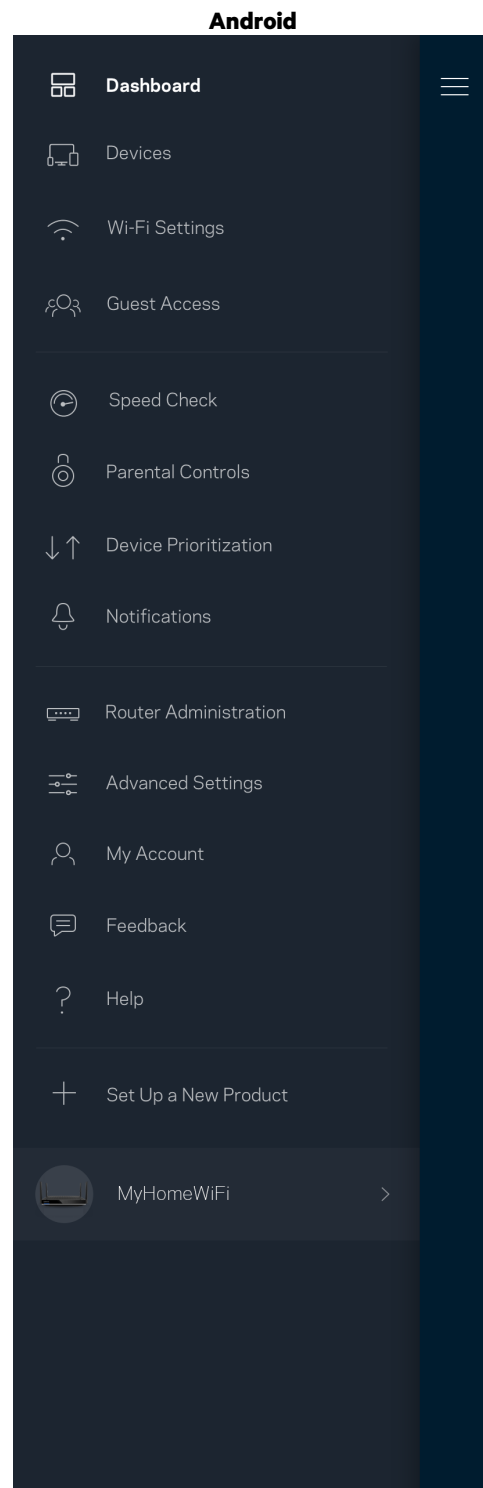 Android
Dashboard
Devices
Wi-Fi Settings
Guest Access
Speed Check
Parental Controls
Device Prioritization
Notifications
Router Administration
Advanced Settings
My Account
Feedback
Help
Set Up a New Product
MyHomeWiFi